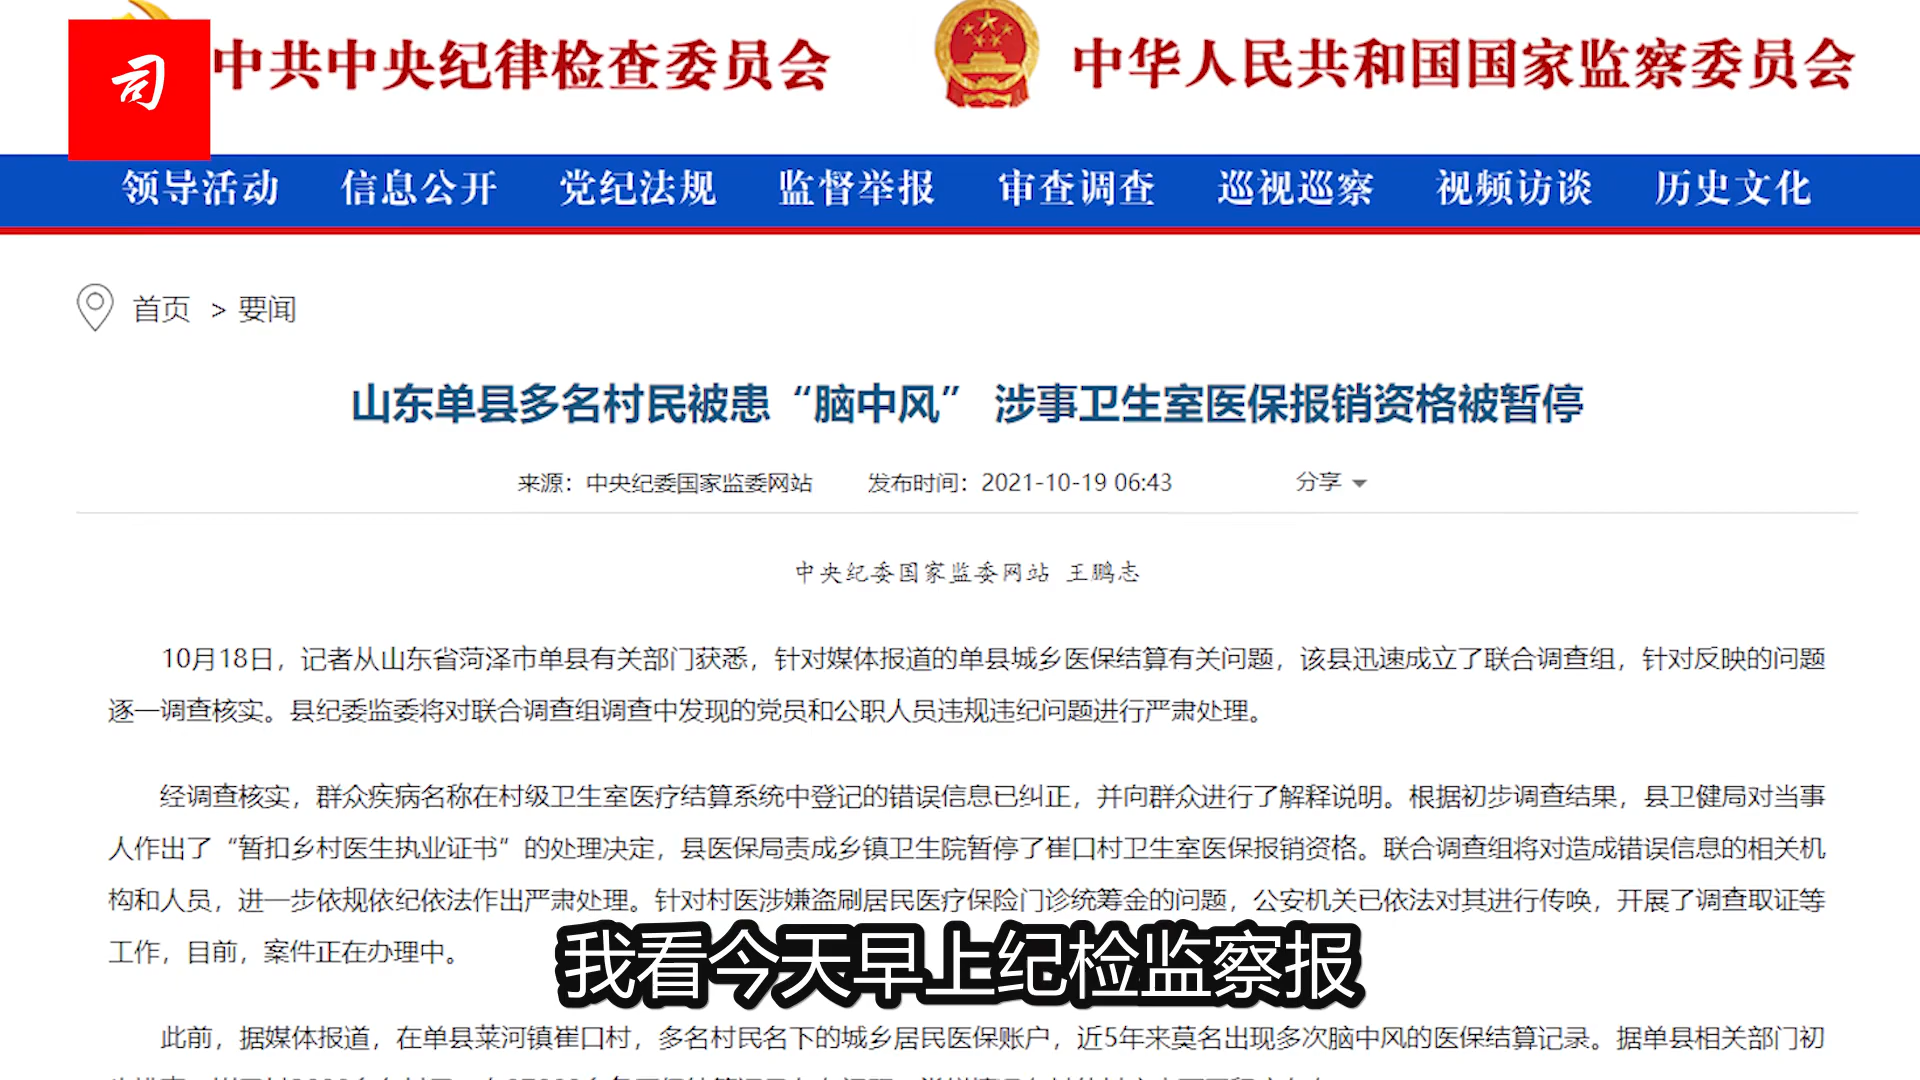 司
中共中央纪律检查委员会 中华人民共和国国家监察委员会
领导活动 信息公开 党纪法规 监督举报 审查调查 巡视巡察 视频访谈 历史文化
首页 > 要闻
山东单县多名村民被患“脑中风” 涉事卫生室医保报销资格被暂停
来源：中央纪委国家监委网站 发布时间：2021-10-19 06:43 分享
中央纪委国家监委网站 王鹏志
10月18日，记者从山东省菏泽市单县有关部门获悉，针对媒体报道的单县城乡医保结算有关问题，该县迅速成立了联合调查组，针对反映的问题
逐一调查核实。县纪委监委将对联合调查组调查中发现的党员和公职人员违规违纪问题进行严肃处理。
经调查核实，群众疾病名称在村级卫生室医疗结算系统中登记的错误信息已纠正，并向群众进行了解释说明。根据初步调查结果，县卫健局对当事
人作出了“暂扣乡村医生执业证书”的处理决定，县医保局责成乡镇卫生院暂停了崔口村卫生室医保报销资格。联合调查组将对造成错误信息的相关机
构和人员，进一步依规依纪依法作出严肃处理。针对村医涉嫌盗刷居民医疗保险门诊统筹金的问题，公安机关已依法对其进行传唤，开展了调查取证等
工作，目前，案件正在办理中。
我看今天早上纪检监察报
此前，据媒体报道，在单县莱河镇崔口村，多名村民名下的城乡居民医保账户，近5年来莫名出现多次脑中风的医保结算记录。据单县相关部门初